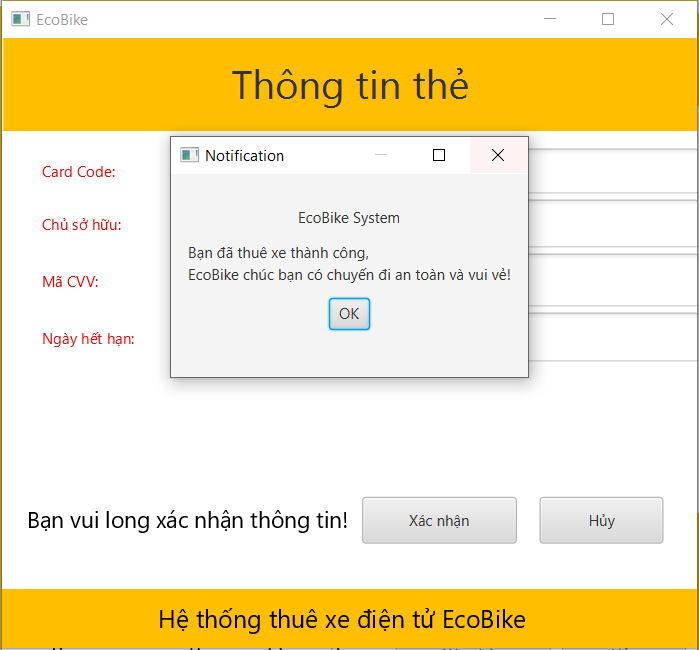 EcoBike
Thông tin thẻ
Notification
EcoBike System
Bạn đã thuê xe thành công,
EcoBike chúc bạn có chuyến đi an toàn và vui vẻ!
OK
Card Code:
Chủ sở hữu:
Mã CVV:
Ngày hết hạn:
Bạn vui long xác nhận thông tin!
Xác nhận
Hủy
Hệ thống thuê xe điện tử EcoBike